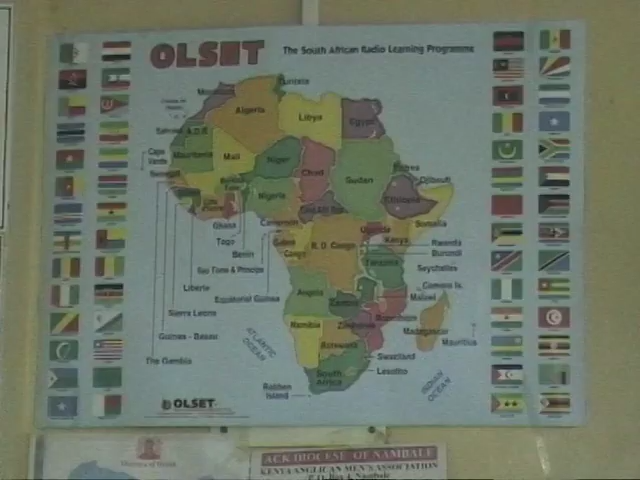 OLSET The South African Radio Learning Programme
Tunisia
Algeria
Libya
Egypt
Mauritania
Mali
Niger
Chad
Sudan
Eritrea
Djibouti
Cape
Verde
Senegal
Ethiopia
Nigeria
Somalia
Ghana
Cameroon
Uganda
Kenya
Togo
Gabon
Congo
R. D. Congo
Rwanda
Benin
Burundi
Sao Tome & Principe
Tanzania
Seychelles
Liberia
Equatorial Guinea
Angola
Comoro Is.
Malawi
Sierra Leone
Zambia
Guinea - Bissau
Namibia
Zimbabwe
Madagascar
Mauritius
ATLANTIC
OCEAN
Botswana
The Gambia
Swaziland
South
Africa
Lesotho
Robben
Island
INDIAN
OCEAN
OLSET
ACK DIOCESE OF NAMBALE
KENYA ANGLICAN MEN'S ASSOCIATION